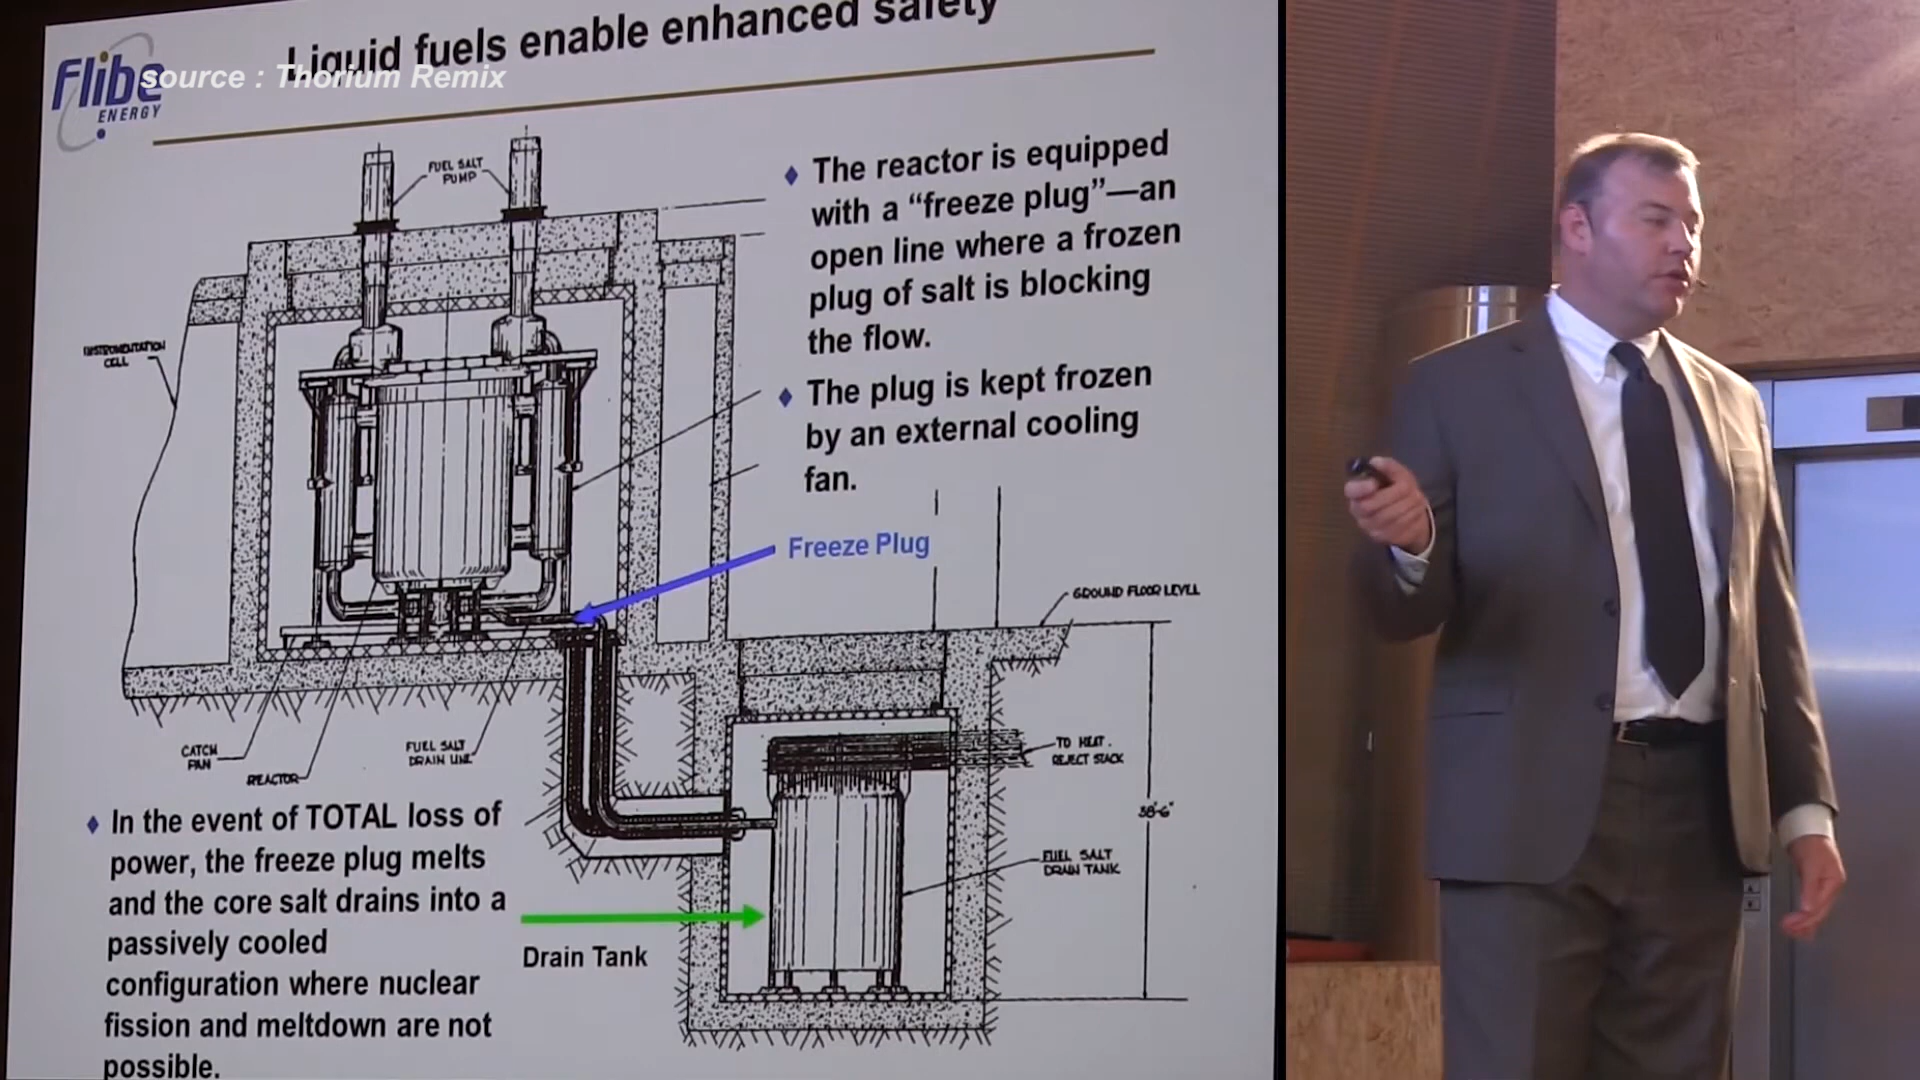 Liquid fuels enable enhanced safety
Flibe
ENERGY
source : Thorium Remix
FUEL SALT
PUMP
The reactor is equipped
with a “freeze plug”—an
open line where a frozen
plug of salt is blocking
the flow.
The plug is kept frozen
by an external cooling
fan.
INSTRUMENTATION
CELL
Freeze Plug
GROUND FLOOR LEVEL
CATCH
PAN
REACTOR
FUEL SALT
DRAIN LINE
TO HEAT
REJECT STACK
38'-6"
FUEL SALT
DRAIN TANK
In the event of TOTAL loss of
power, the freeze plug melts
and the core salt drains into a
passively cooled
configuration where nuclear
fission and meltdown are not
possible.
Drain Tank